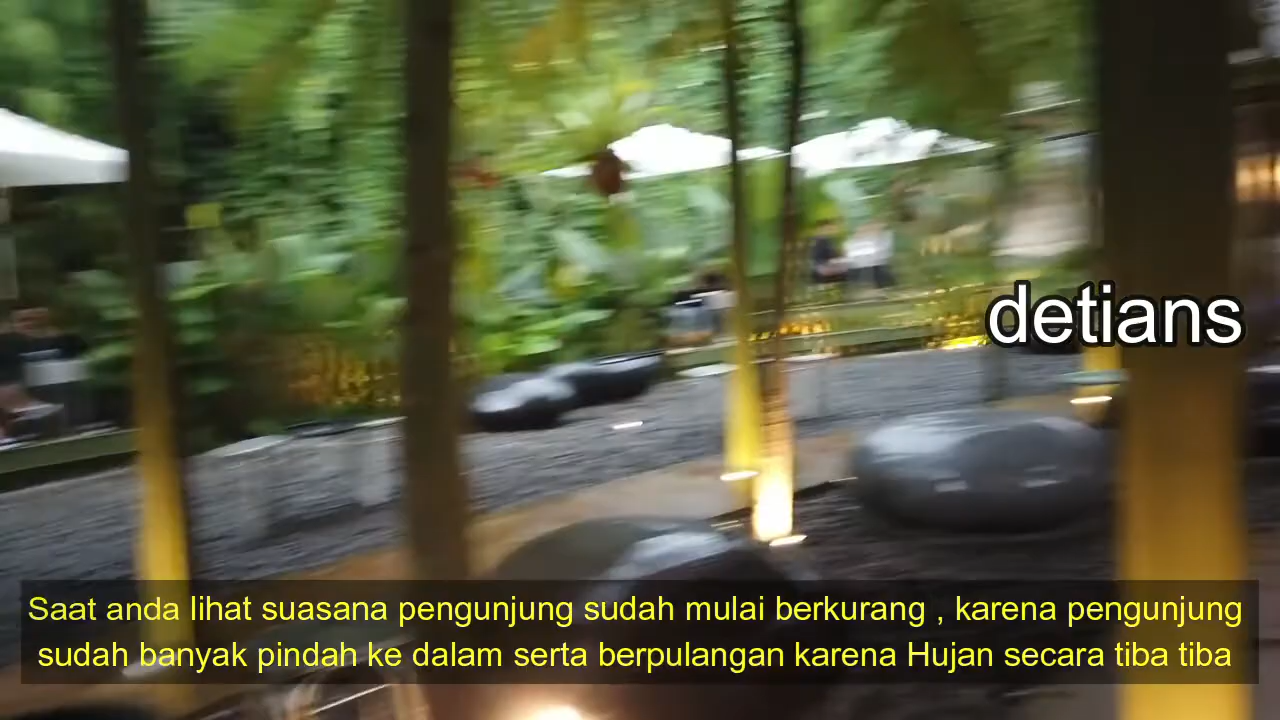 detians
Saat anda lihat suasana pengunjung sudah mulai berkurang , karena pengunjung
sudah banyak pindah ke dalam serta berpulangan karena Hujan secara tiba tiba